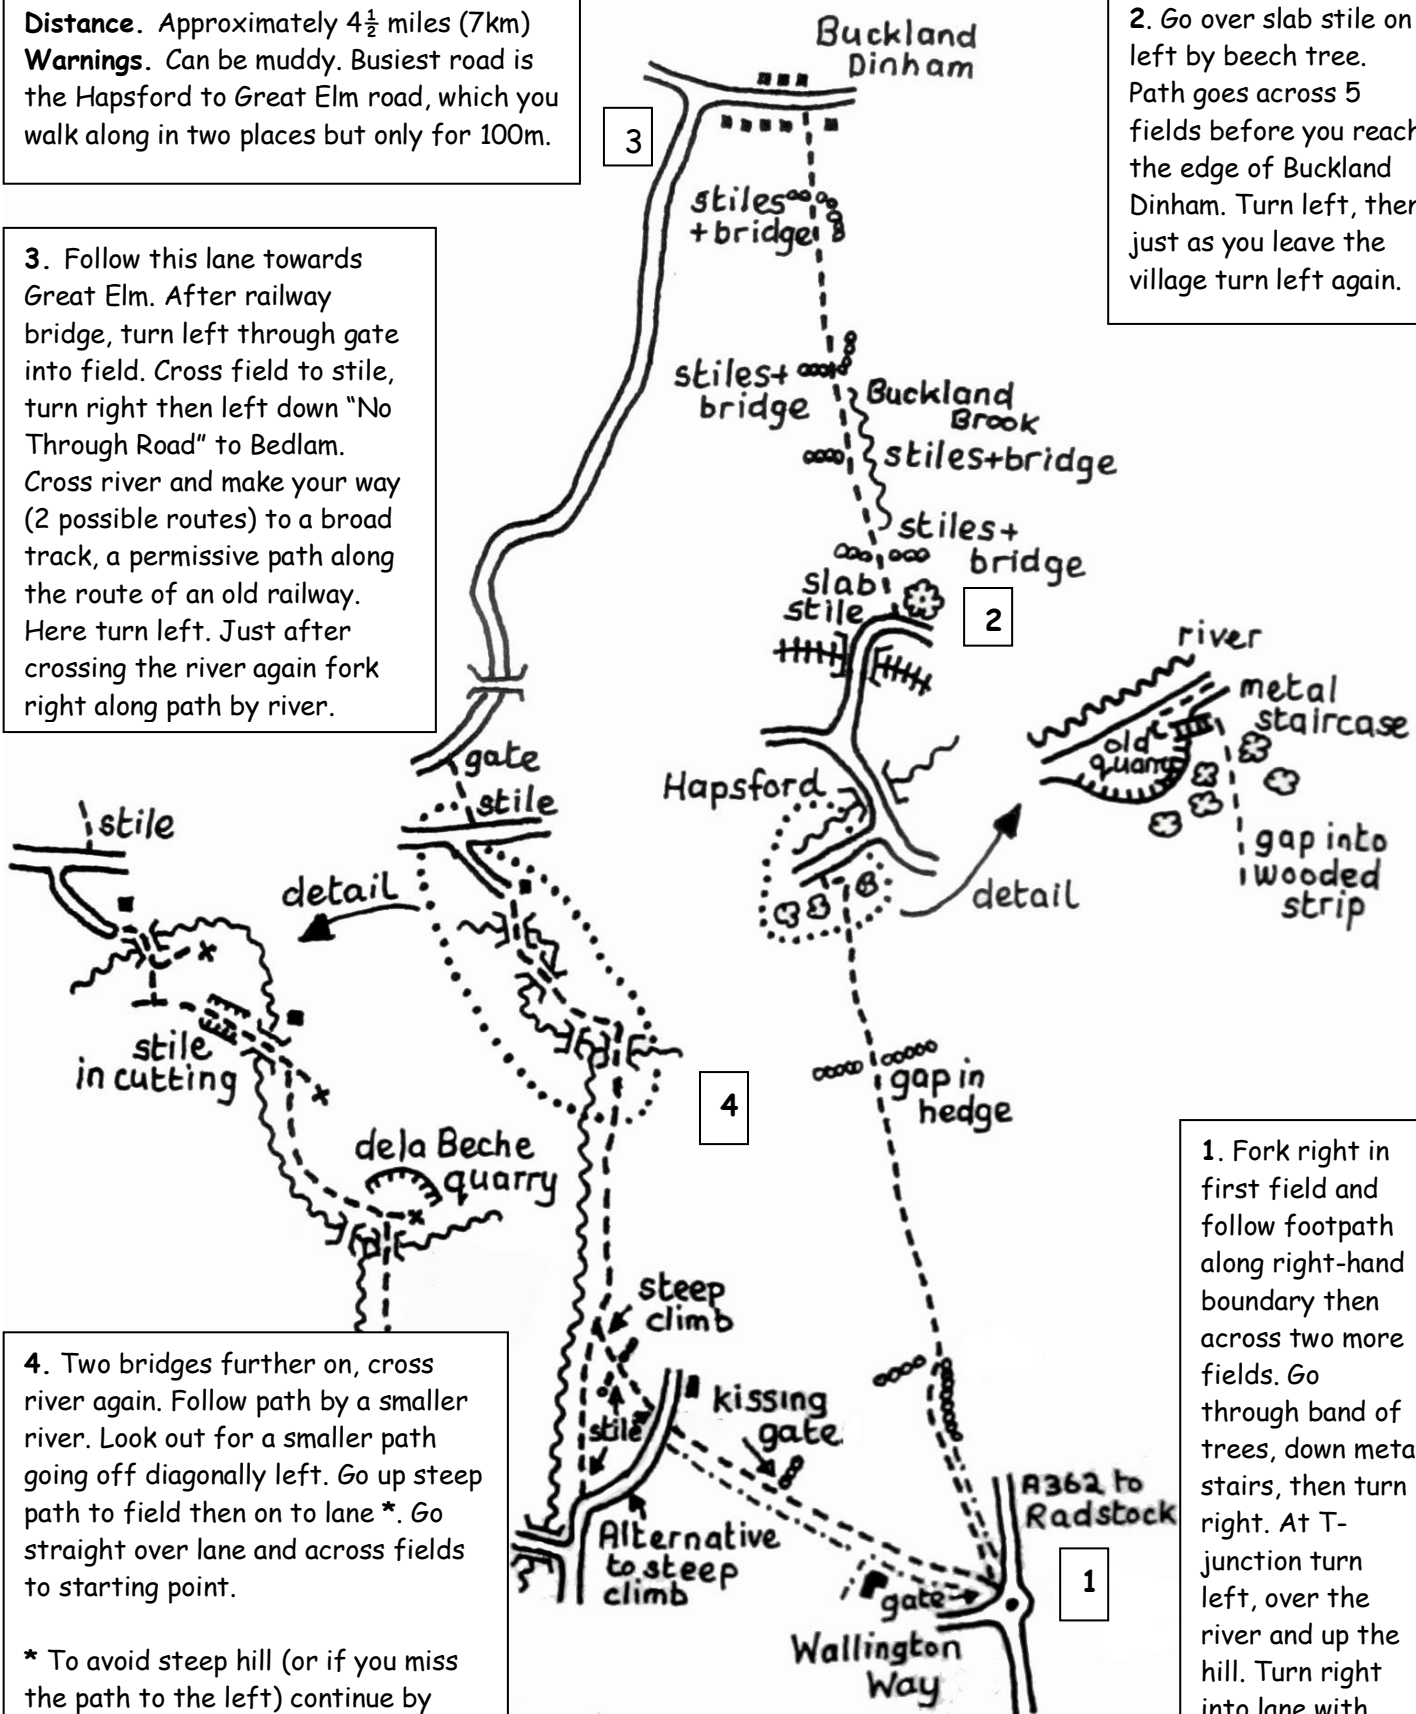 Distance. Approximately 4½ miles (7km)
Warnings. Can be muddy. Busiest road is
the Hapsford to Great Elm road, which you
walk along in two places but only for 100m.
3. Follow this lane towards
Great Elm. After railway
bridge, turn left through gate
into field. Cross field to stile,
turn right then left down “No
Through Road” to Bedlam.
Cross river and make your way
(2 possible routes) to a broad
track, a permissive path along
the route of an old railway.
Here turn left. Just after
crossing the river again fork
right along path by river.
2. Go over slab stile on
left by beech tree.
Path goes across 5
fields before you reach
the edge of Buckland
Dinham. Turn left, then
just as you leave the
village turn left again.
Buckland
Dinham
3
stiles
+bridge
stiles+
bridge
Buckland
Brook
stiles+bridge
stiles+
bridge
slab
stile
2
river
metal
staircase
old
quarry
gap into
wooded
strip
detail
Hapsford
gate
stile
stile
detail
stile
in cutting
de la Beche
quarry
4
gap in
hedge
steep
climb
stile
kissing
gate
Alternative
to steep
climb
A362 to
Radstock
1
gate
Wallington
Way
4. Two bridges further on, cross
river again. Follow path by a smaller
river. Look out for a smaller path
going off diagonally left. Go up steep
path to field then on to lane *. Go
straight over lane and across fields
to starting point.
* To avoid steep hill (or if you miss
the path to the left) continue by
1. Fork right in
first field and
follow footpath
along right-hand
boundary then
across two more
fields. Go
through band of
trees, down meta
stairs, then turn
right. At T-
junction turn
left, over the
river and up the
hill. Turn right
into lane with